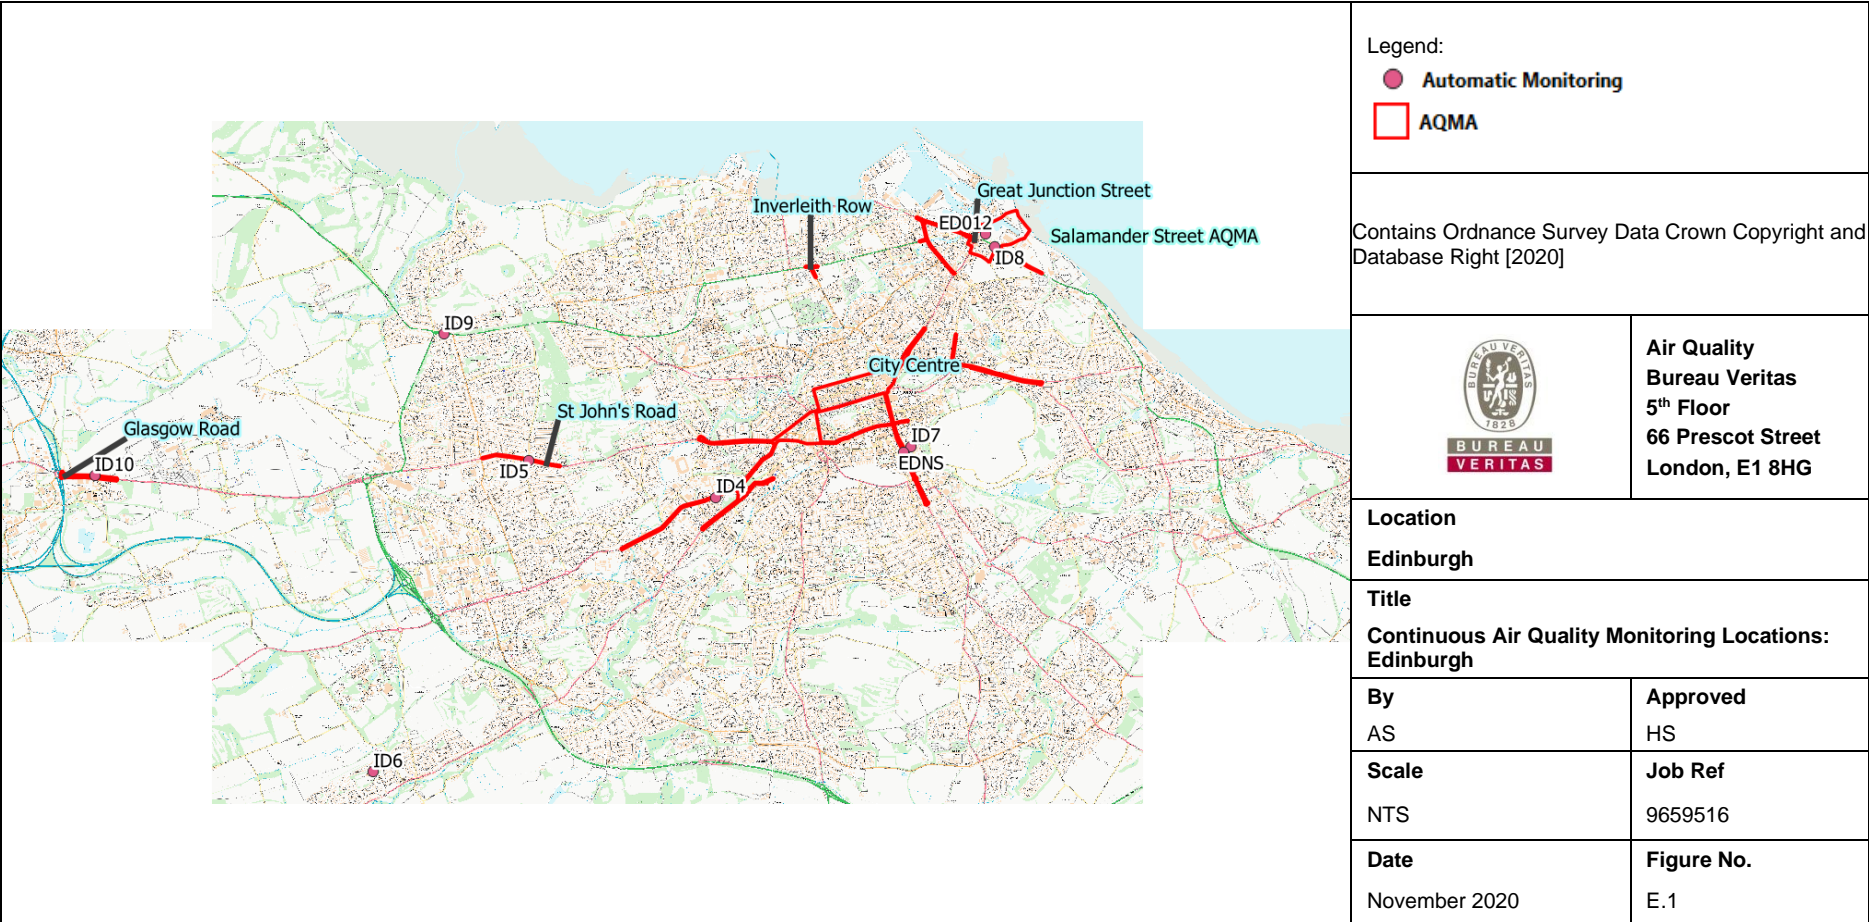 Inverleith Row
Great Junction Street
ED012
Salamander Street AQMA
ID8
ID9
City Centre
St John's Road
Glasgow Road
ID10
ID5
ID7
EDNS
ID4
ID6
Legend:
Automatic Monitoring
AQMA
Contains Ordnance Survey Data Crown Copyright and
Database Right [2020]
BUREAU VERITAS
1828
BUREAU
VERITAS
Air Quality
Bureau Veritas
5th Floor
66 Prescot Street
London, E1 8HG
Location
Edinburgh
Title
Continuous Air Quality Monitoring Locations:
Edinburgh
By
AS
Approved
HS
Scale
NTS
Job Ref
9659516
Date
November 2020
Figure No.
E.1